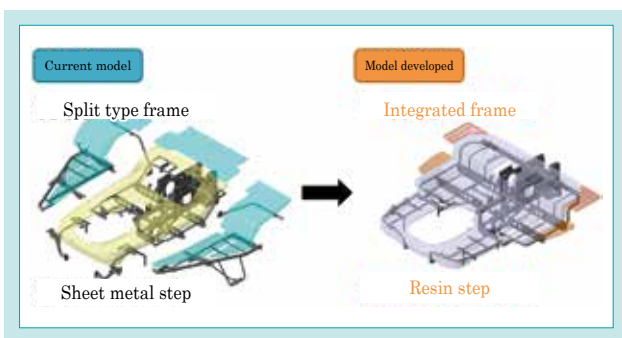 Current model
Model developed
Split type frame
Integrated frame
Sheet metal step
Resin step